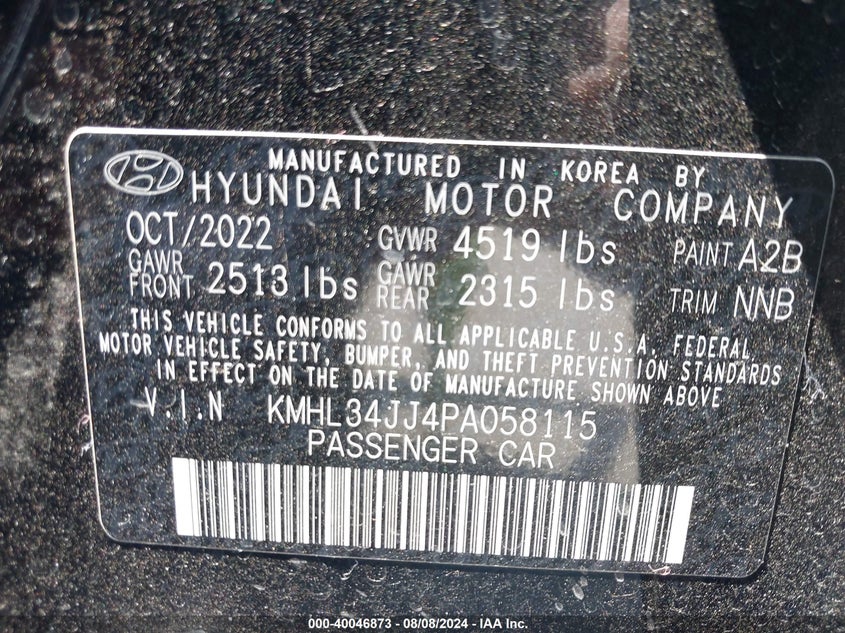 MANUFACTURED IN KOREA BY
HYUNDAI MOTOR COMPANY
OCT/2022 GVWR 4519 lbs PAINT A2B
GAWR FRONT 2513 lbs GAWR REAR 2315 lbs TRIM NNB
THIS VEHICLE CONFORMS TO ALL APPLICABLE U.S.A. FEDERAL
MOTOR VEHICLE SAFETY, BUMPER, AND THEFT PREVENTION STANDARDS
IN EFFECT ON THE DATE OF MANUFACTURE SHOWN ABOVE
V.I.N KMHL34JJ4PA058115
PASSENGER CAR
000-40046873 - 08/08/2024 - IAA Inc.